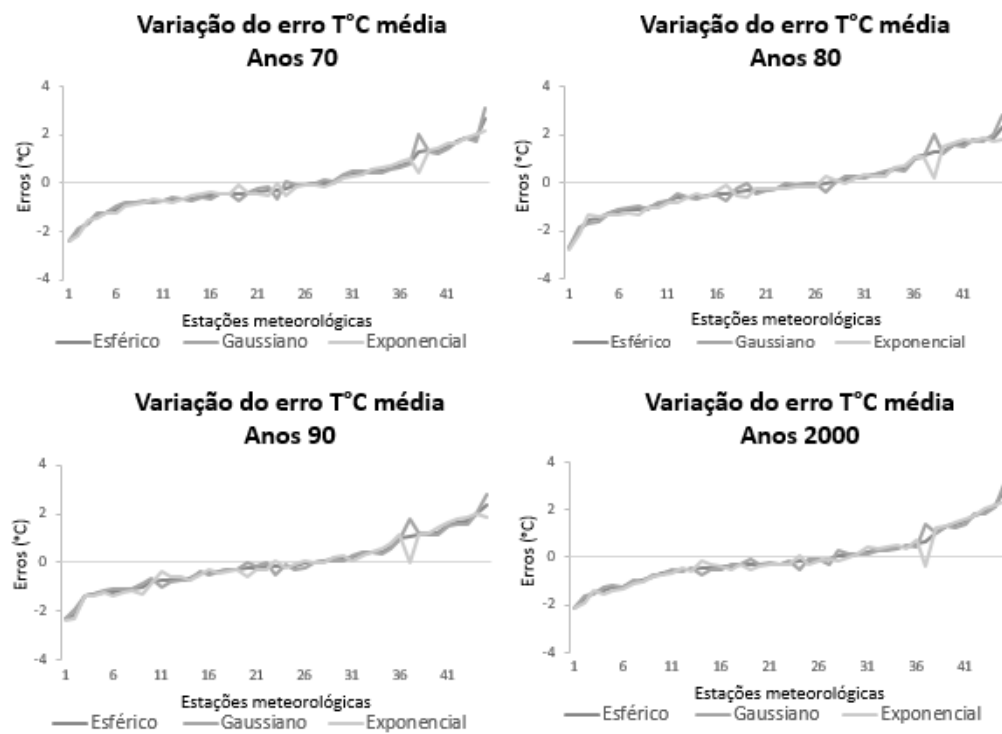 Variação do erro T°C média
Anos 70
4
2
0
-2
-4
Erros (°C)
1 6 11 16 21 26 31 36 41
Estações meteorológicas
Esférico Gaussiano Exponencial
Variação do erro T°C média
Anos 80
4
2
0
-2
-4
Erros (°C)
1 6 11 16 21 26 31 36 41
Estações meteorológicas
Esférico Gaussiano Exponencial
Variação do erro T°C média
Anos 90
4
2
0
-2
-4
Erros (°C)
1 6 11 16 21 26 31 36 41
Estações meteorológicas
Esférico Gaussiano Exponencial
Variação do erro T°C média
Anos 2000
4
2
0
-2
-4
Erros (°C)
1 6 11 16 21 26 31 36 41
Estações meteorológicas
Esférico Gaussiano Exponencial